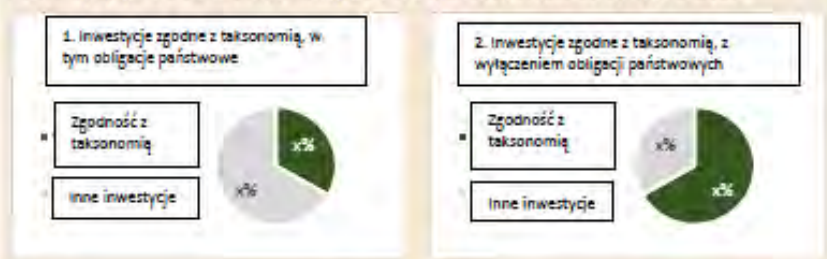 1. Inwestycje zgodne z taksonomią, w
tym obligacje państwowe
Zgodność z
taksonomią
x%
x%
Inne inwestycje
2. Inwestycje zgodne z taksonomią, z
wyłączeniem obligacji państwowych
Zgodność z
taksonomią
x%
x%
Inne inwestycje